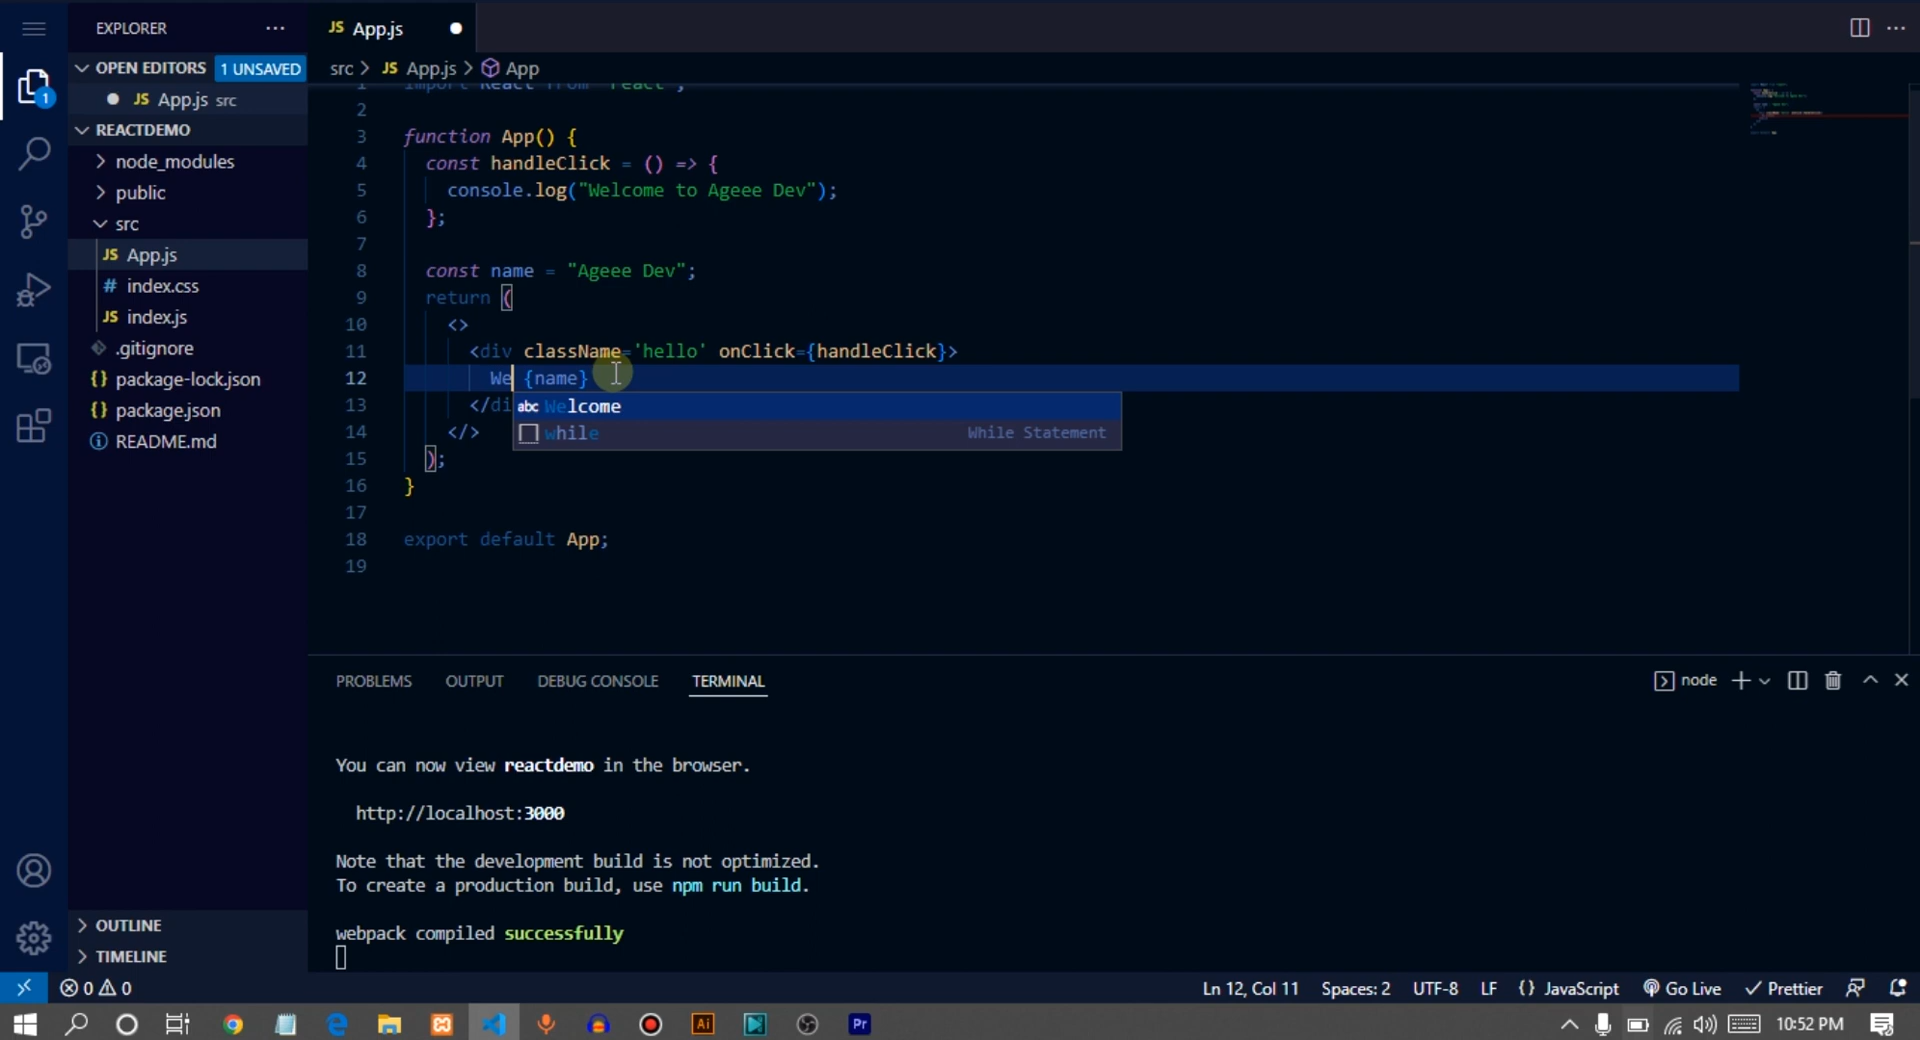 EXPLORER
JS App.js
OPEN EDITORS 1 UNSAVED
JS App.js src
REACTDEMO
node_modules
public
src
JS App.js
# index.css
JS index.js
.gitignore
{} package-lock.json
{} package.json
README.md
OUTLINE
TIMELINE
1
src > JS App.js > App
1 import React from 'react';
2
3 function App() {
4 const handleClick = () => {
5 console.log("Welcome to Ageee Dev");
6 };
7
8 const name = "Ageee Dev";
9 return (
10 <>
11 <div className='hello' onClick={handleClick}>
12 We {name}
13 </di
14 </>
15 );
16 }
17
18 export default App;
19
abc Welcome
while While Statement
PROBLEMS OUTPUT DEBUG CONSOLE TERMINAL
node
You can now view reactdemo in the browser.
http://localhost:3000
Note that the development build is not optimized.
To create a production build, use npm run build.
webpack compiled successfully
0 0
Ln 12, Col 11 Spaces: 2 UTF-8 LF {} JavaScript Go Live Prettier
Ai Pr
10:52 PM